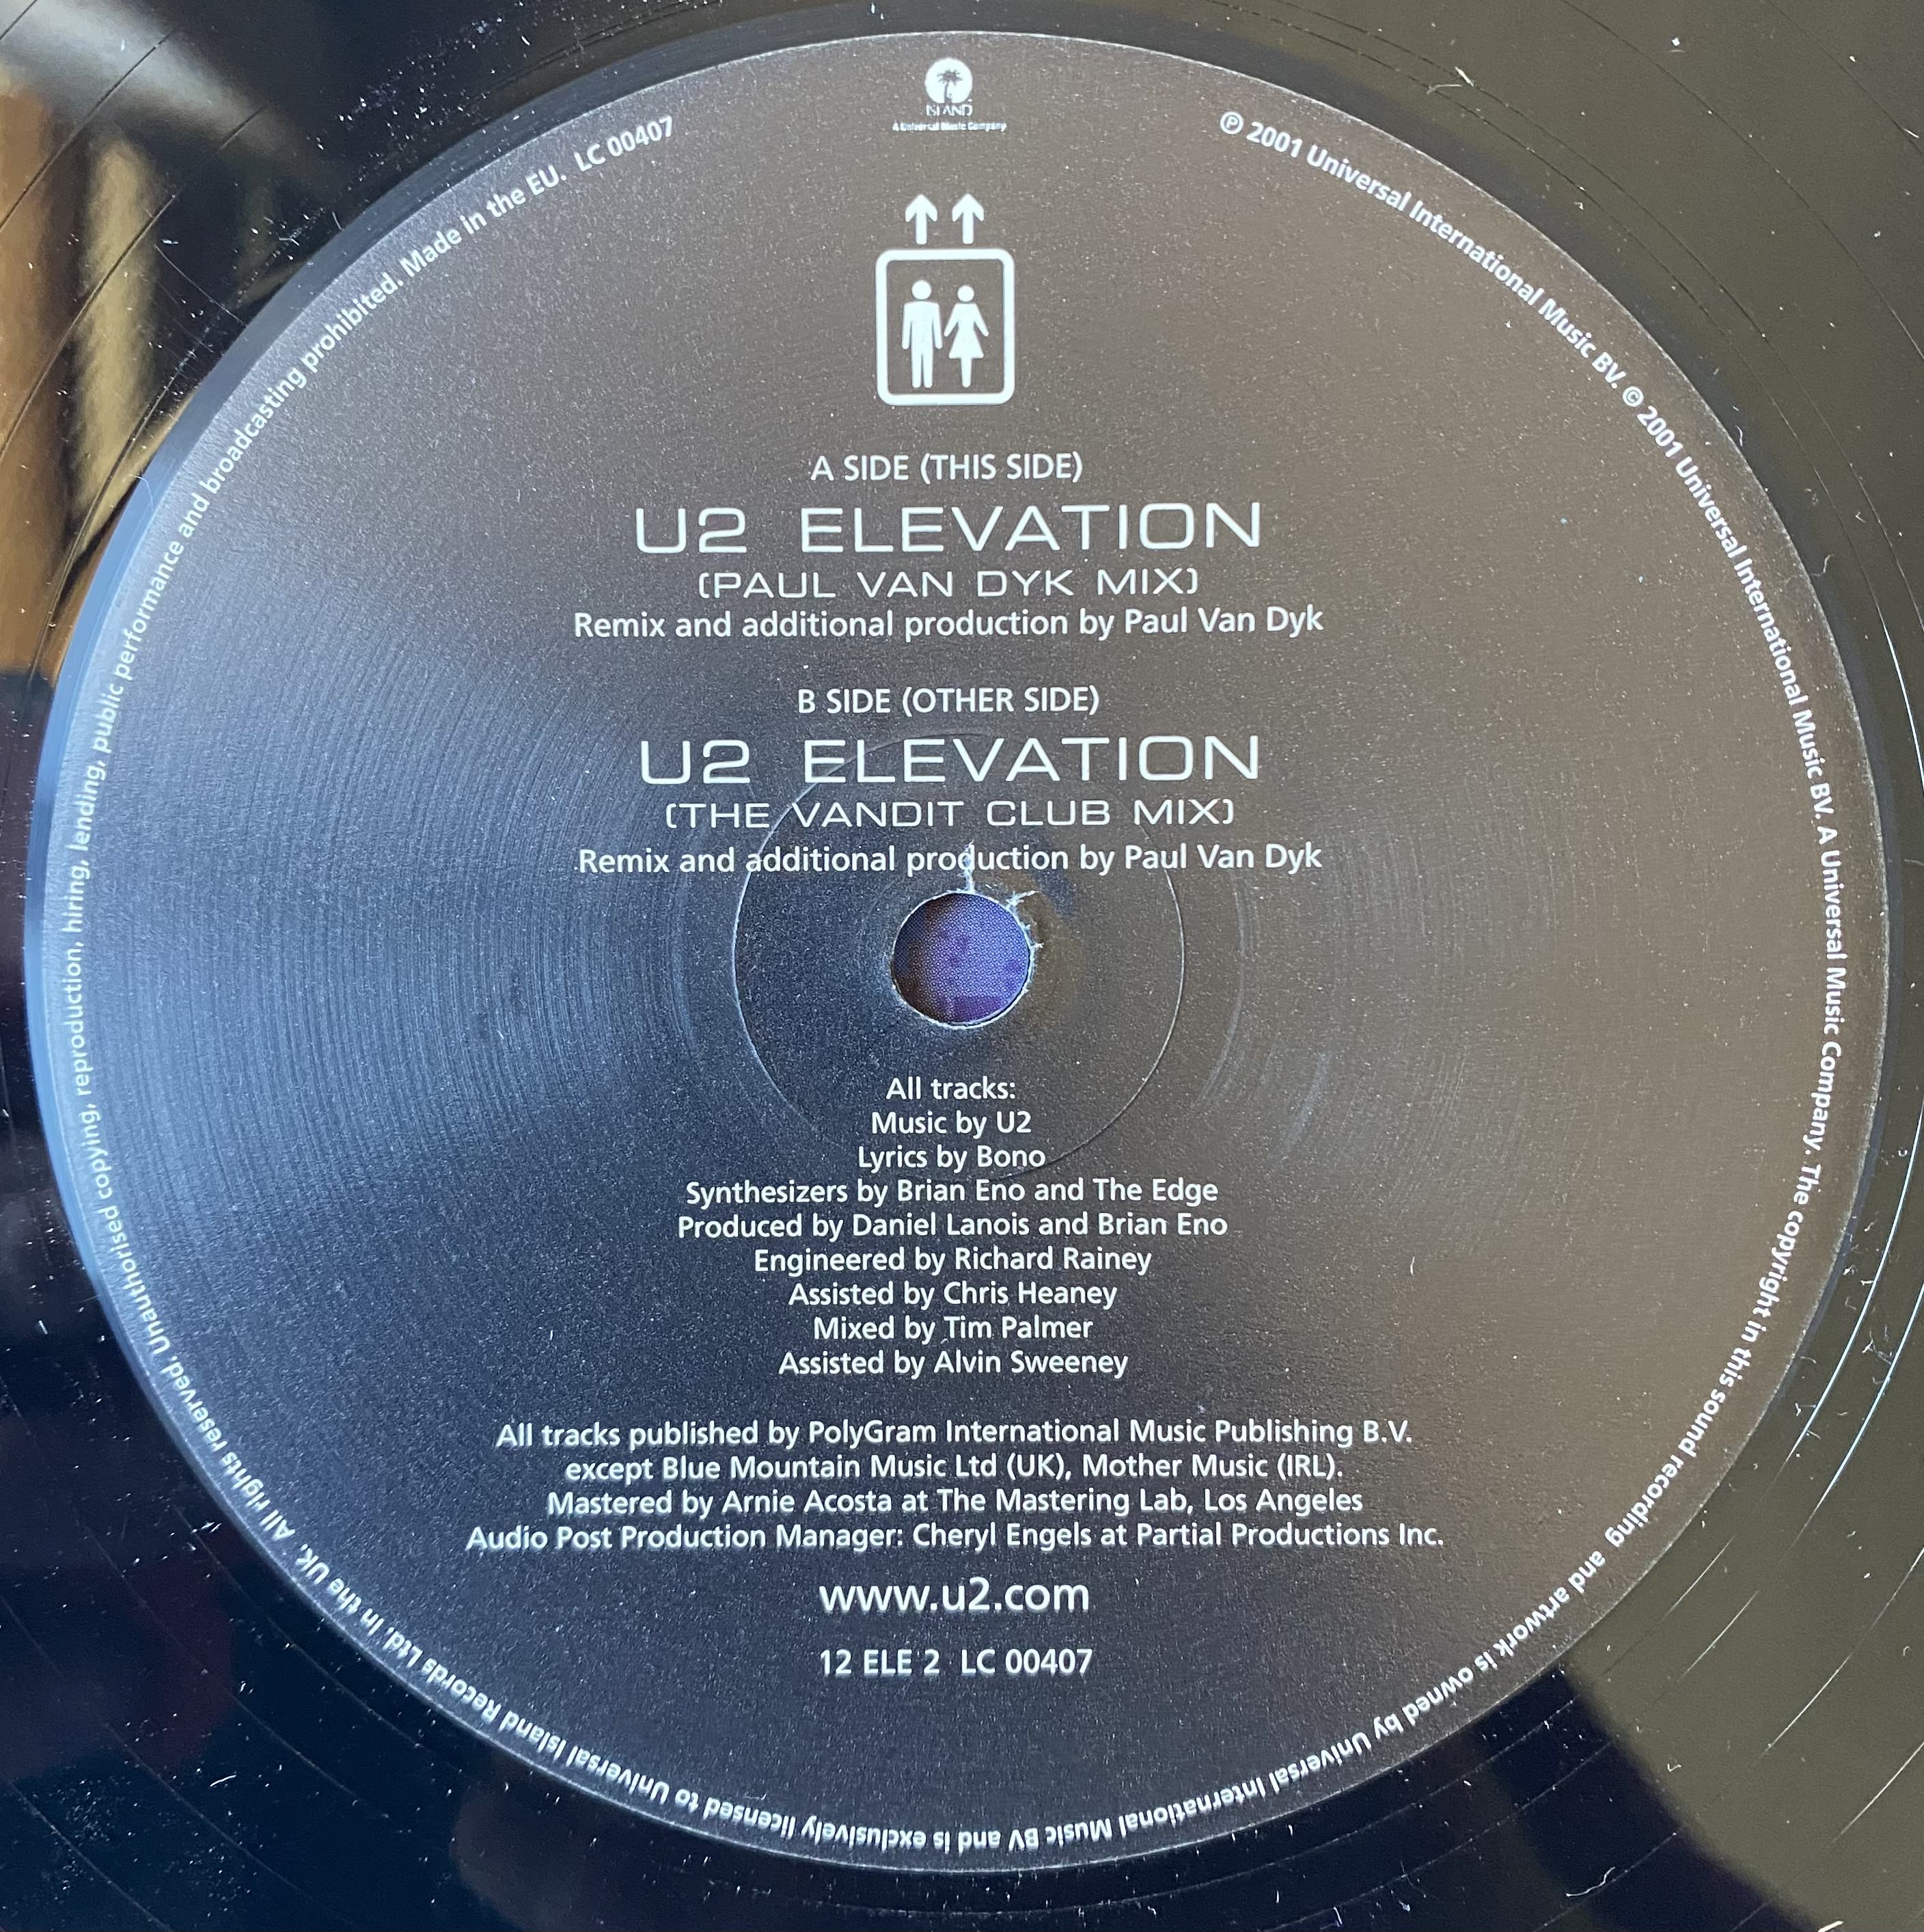 ISLAND
A Universal Music Company
A SIDE (THIS SIDE)
U2 ELEVATION
(PAUL VAN DYK MIX)
Remix and additional production by Paul Van Dyk
B SIDE (OTHER SIDE)
U2 ELEVATION
(THE VANDIT CLUB MIX)
Remix and additional production by Paul Van Dyk
All tracks:
Music by U2
Lyrics by Bono
Synthesizers by Brian Eno and The Edge
Produced by Daniel Lanois and Brian Eno
Engineered by Richard Rainey
Assisted by Chris Heaney
Mixed by Tim Palmer
Assisted by Alvin Sweeney
All tracks published by PolyGram International Music Publishing B.V.
except Blue Mountain Music Ltd (UK), Mother Music (IRL).
Mastered by Arnie Acosta at The Mastering Lab, Los Angeles
Audio Post Production Manager: Cheryl Engels at Partial Productions Inc.
www.u2.com
12 ELE 2 LC 00407
℗ 2001 Universal International Music BV. © 2001 Universal International Music BV. A Universal Music Company. The copyright in this sound recording and artwork is owned by Universal International Music BV and is exclusively licensed to Universal Island Records Ltd. in the UK. All rights reserved. Unauthorised copying, reproduction, hiring, lending, public performance and broadcasting prohibited. Made in the EU. LC 00407